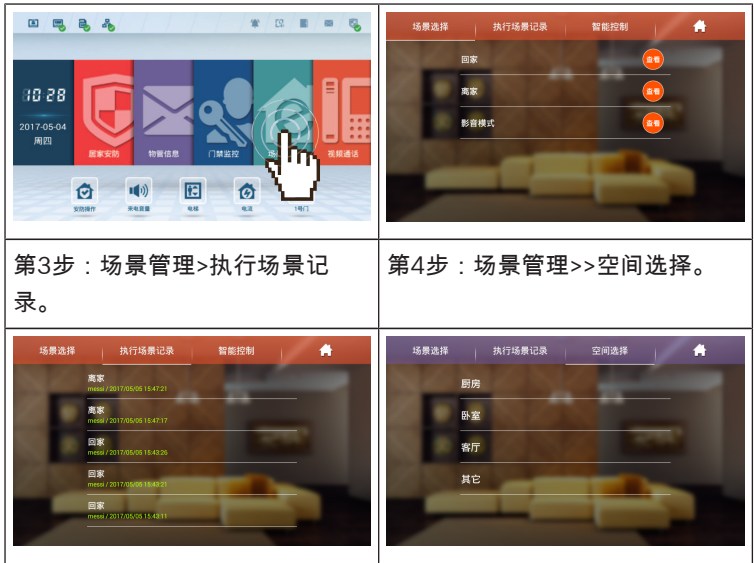 10:28
2017-05-04
周四
居家安防
物管信息
门禁监控
视频通话
安防操作
来电音量
电梯
电流
1号门
场景选择
执行场景记录
智能控制
回家
查看
离家
查看
影音模式
查看
第3步：场景管理>执行场景记
录。
第4步：场景管理>>空间选择。
场景选择
执行场景记录
智能控制
离家
messi / 2017/05/05 15:47:21
离家
messi / 2017/05/05 15:47:17
回家
messi / 2017/05/05 15:43:26
回家
messi / 2017/05/05 15:43:21
回家
messi / 2017/05/05 15:43:11
场景选择
执行场景记录
空间选择
厨房
卧室
客厅
其它